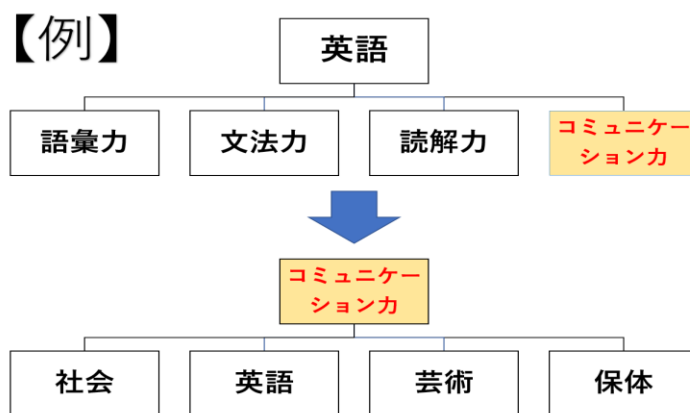 【例】
英語
語彙力
文法力
読解力
コミュニケー
ション力
コミュニケー
ション力
社会
英語
芸術
保体